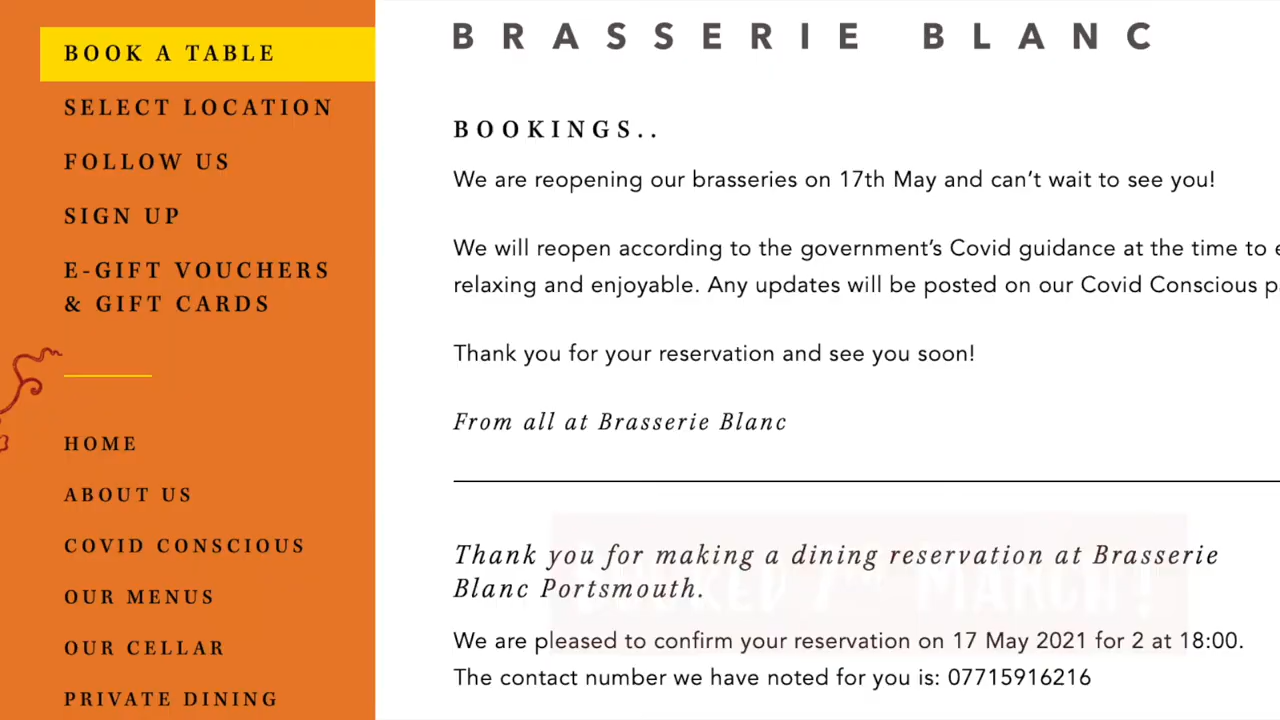 BOOK A TABLE
SELECT LOCATION
FOLLOW US
SIGN UP
E-GIFT VOUCHERS
& GIFT CARDS
HOME
ABOUT US
COVID CONSCIOUS
OUR MENUS
OUR CELLAR
PRIVATE DINING
BRASSERIE BLANC
BOOKINGS..
We are reopening our brasseries on 17th May and can’t wait to see you!
We will reopen according to the government’s Covid guidance at the time to
relaxing and enjoyable. Any updates will be posted on our Covid Conscious
Thank you for your reservation and see you soon!
From all at Brasserie Blanc
Thank you for making a dining reservation at Brasserie
Blanc Portsmouth.
BOOKED 7TH MARCH!
We are pleased to confirm your reservation on 17 May 2021 for 2 at 18:00.
The contact number we have noted for you is: 07715916216